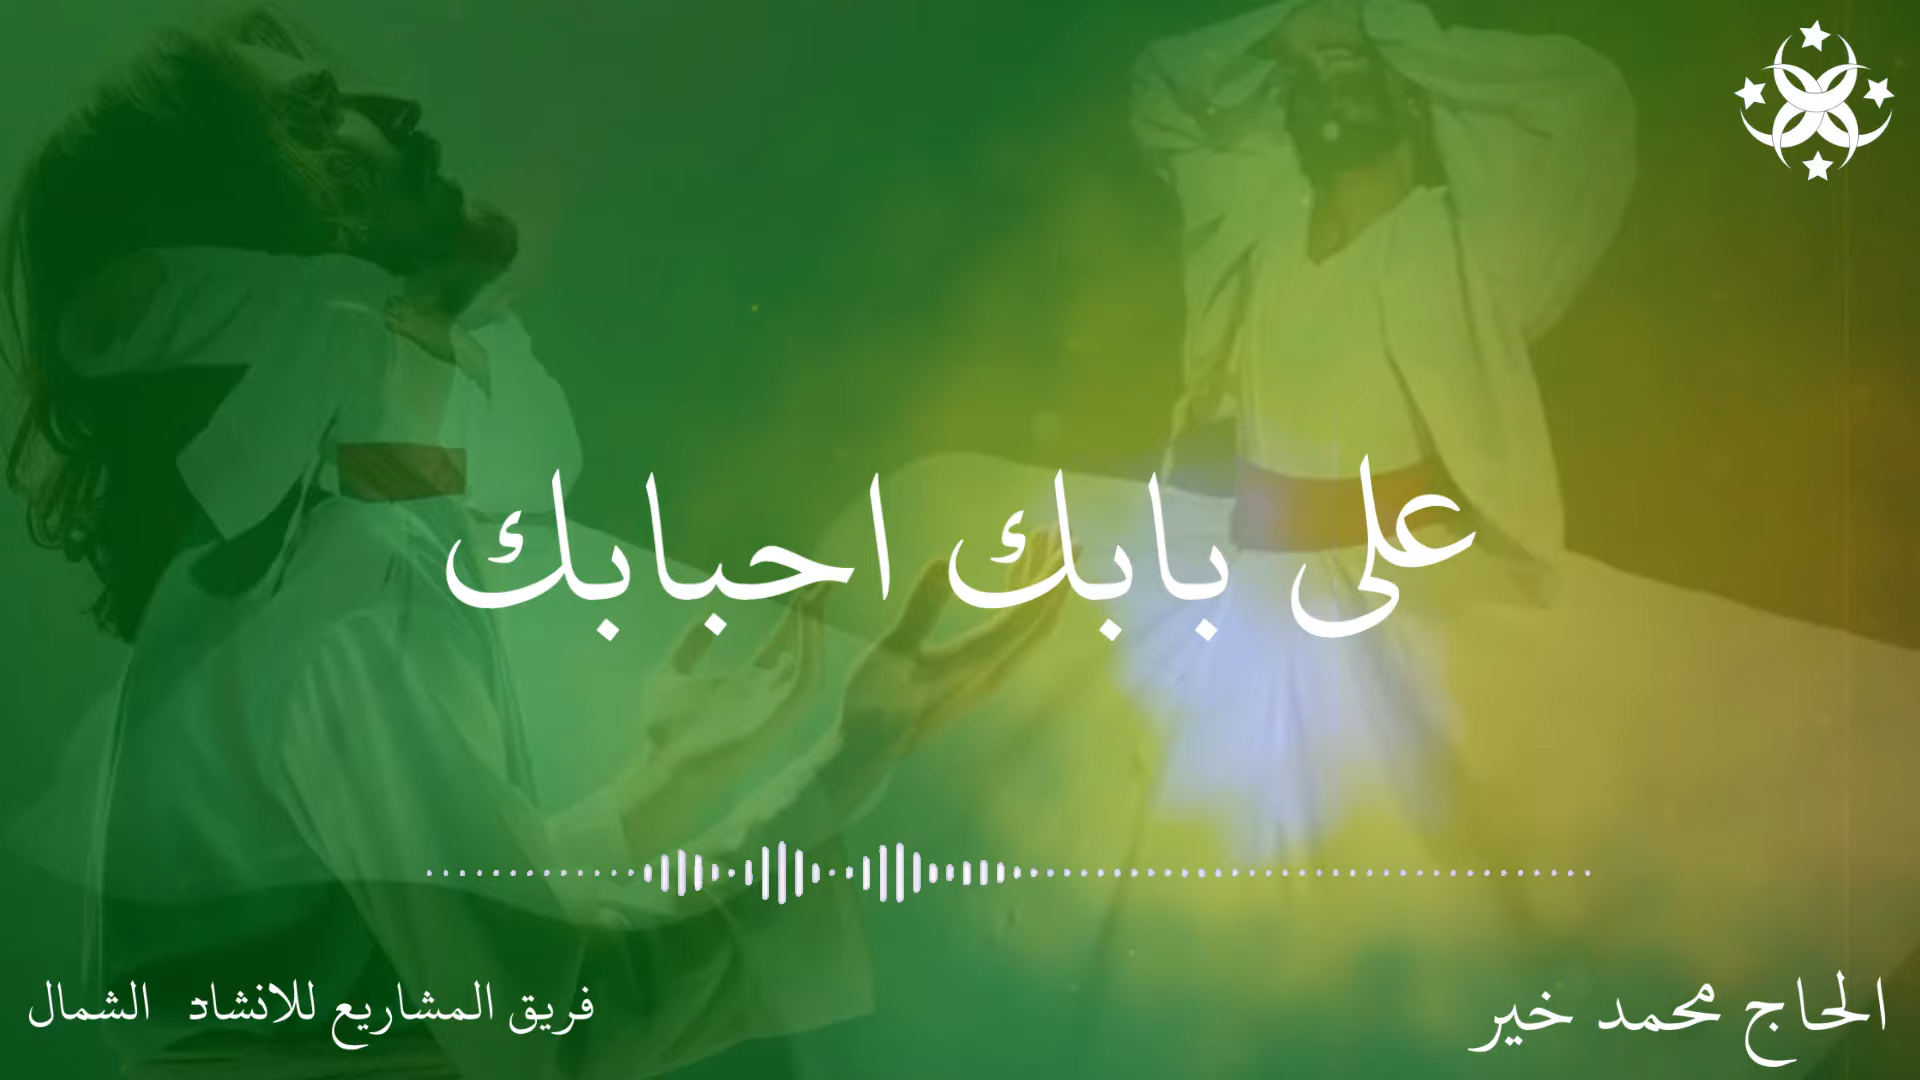 على بابك احبابك
الحاج محمد خير
فريق المشاريع للانشاد الشمال